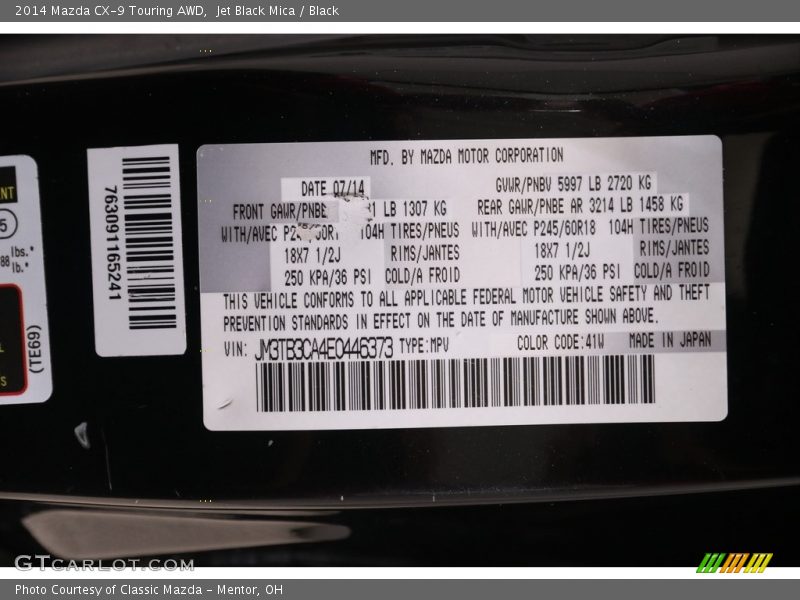 2014 Mazda CX-9 Touring AWD, Jet Black Mica / Black
NT
5
lbs.*
lb.*
S
(TE69)
763091165241
MFD. BY MAZDA MOTOR CORPORATION
DATE 07/14
GVWR/PNBV 5997 LB 2720 KG
FRONT GAWR/PNBE 1 LB 1307 KG
REAR GAWR/PNBE AR 3214 LB 1458 KG
WITH/AVEC 104H TIRES/PNEUS
WITH/AVEC P245/60R18 104H TIRES/PNEUS
18X7 1/2J RIMS/JANTES
18X7 1/2J RIMS/JANTES
250 KPA/36 PSI COLD/A FROID
250 KPA/36 PSI COLD/A FROID
THIS VEHICLE CONFORMS TO ALL APPLICABLE FEDERAL MOTOR VEHICLE SAFETY AND THEFT
PREVENTION STANDARDS IN EFFECT ON THE DATE OF MANUFACTURE SHOWN ABOVE.
VIN: JM3TB3CA4E0446373 TYPE:MPV COLOR CODE:41W MADE IN JAPAN
GTCARLOT.COM
Photo Courtesy of Classic Mazda - Mentor, OH